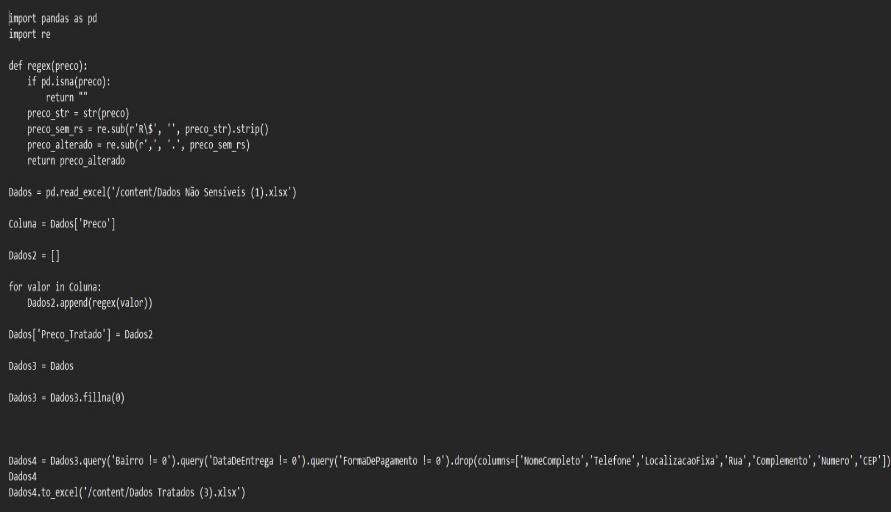 import pandas as pd
import re
def regex(preco):
    if pd.isna(preco):
        return ""
    preco_str = str(preco)
    preco_sem_rs = re.sub(r'R\$', '', preco_str).strip()
    preco_alterado = re.sub(r',', '.', preco_sem_rs)
    return preco_alterado
Dados = pd.read_excel('/content/Dados Não Sensíveis (1).xlsx')
Coluna = Dados['Preco']
Dados2 = []
for valor in Coluna:
    Dados2.append(regex(valor))
Dados['Preco_Tratado'] = Dados2
Dados3 = Dados
Dados3 = Dados3.fillna(0)
Dados4 = Dados3.query('Bairro != 0').query('DataDeEntrega != 0').query('FormaDePagamento != 0').drop(columns=['NomeCompleto','Telefone','LocalizacaoFixa','Rua','Complemento','Numero','CEP'])
Dados4
Dados4.to_excel('/content/Dados Tratados (3).xlsx')